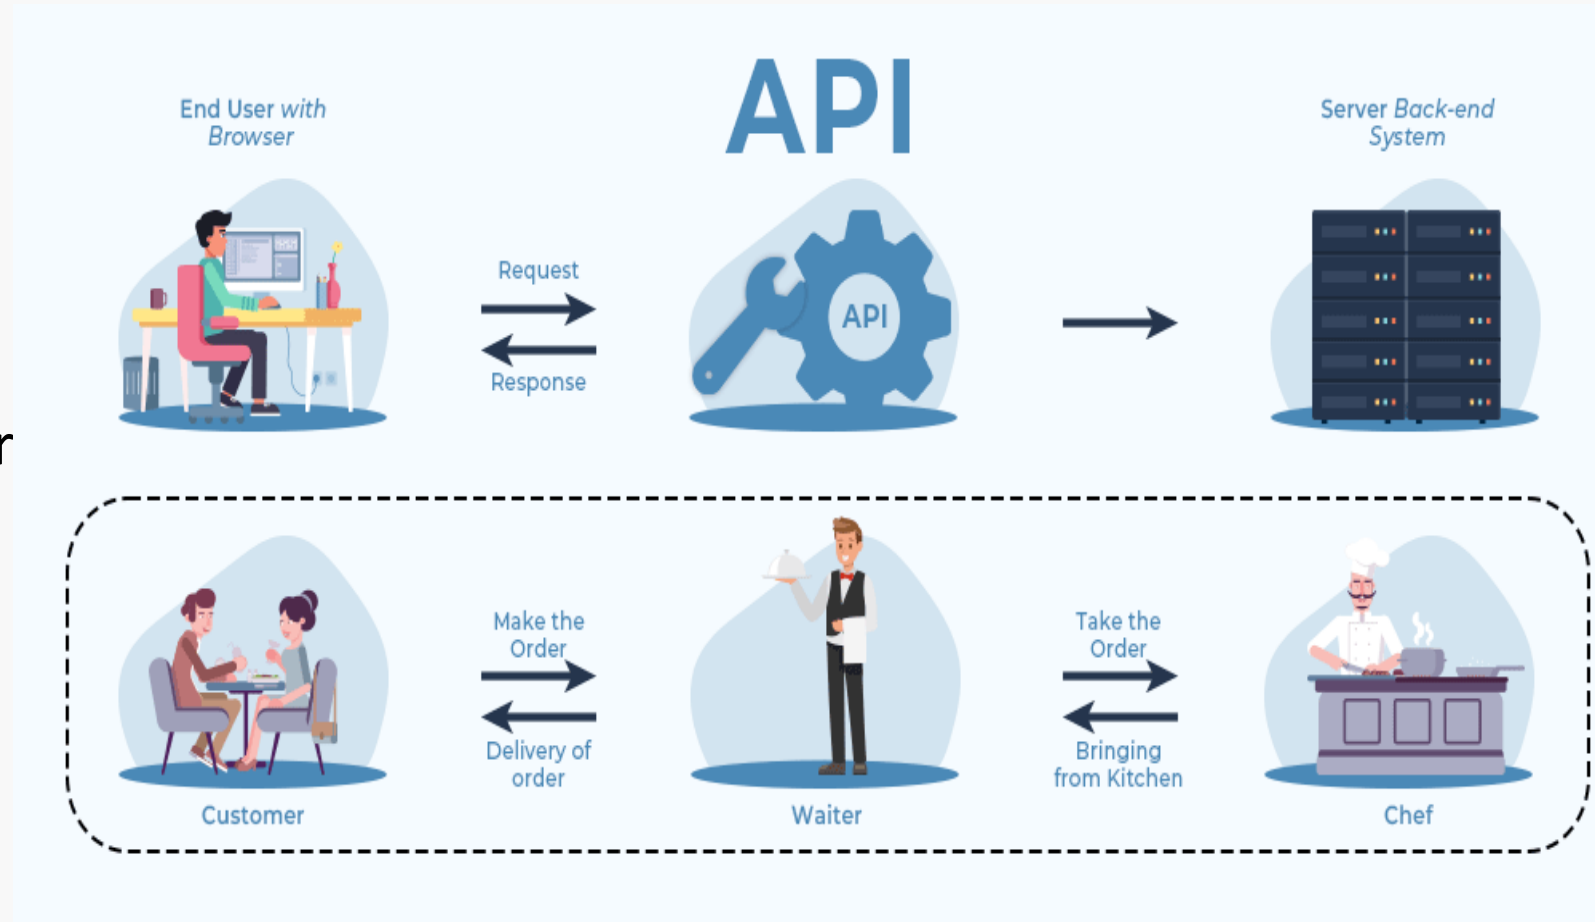 API
End User with
Browser
Server Back-end
System
Request
API
Response
r
Make the
Order
Take the
Order
Delivery of
order
Bringing
from Kitchen
Customer
Waiter
Chef